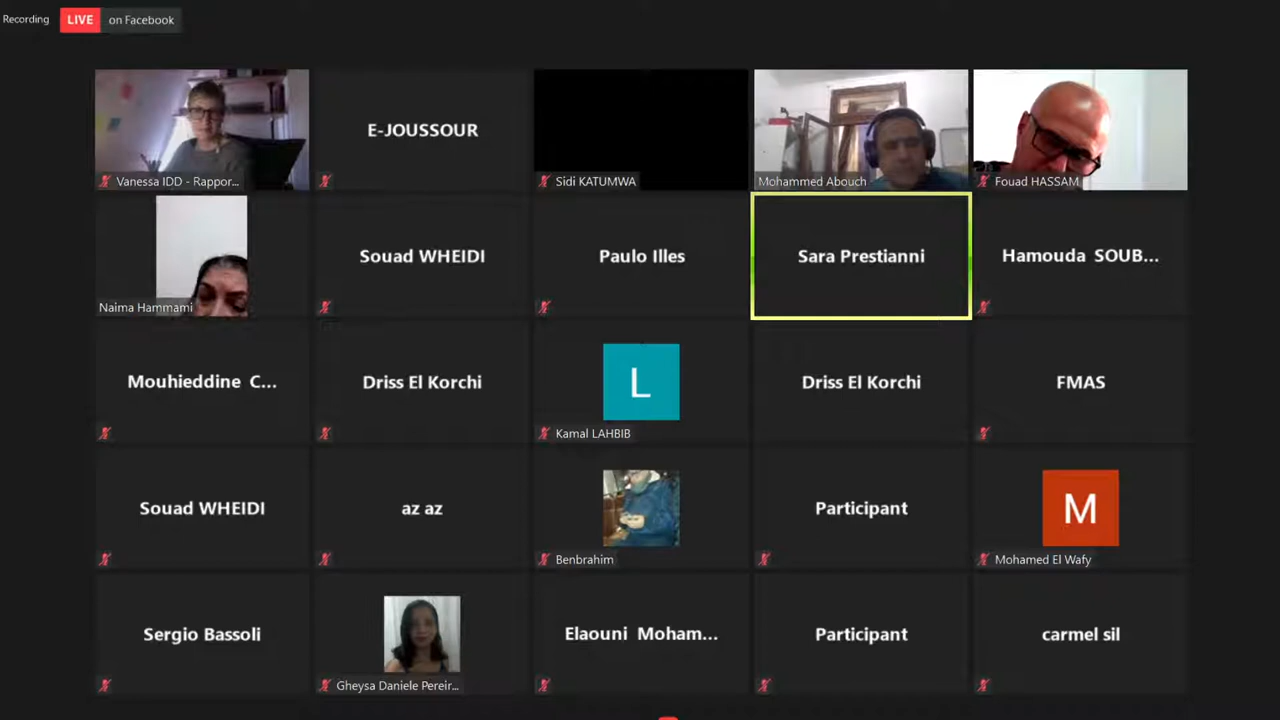 Recording
LIVE on Facebook
Vanessa IDD - Rappor...
E-JOUSSOUR
Sidi KATUMWA
Mohammed Abouch
Fouad HASSAM
Naima Hammami
Souad WHEIDI
Paulo Illes
Sara Prestianni
Hamouda SOUB...
Mouhieddine C...
Driss El Korchi
L
Kamal LAHBIB
Driss El Korchi
FMAS
Souad WHEIDI
az az
Benbrahim
Participant
M
Mohamed El Wafy
Sergio Bassoli
Gheysa Daniele Pereir...
Elaouni Moham...
Participant
carmel sil